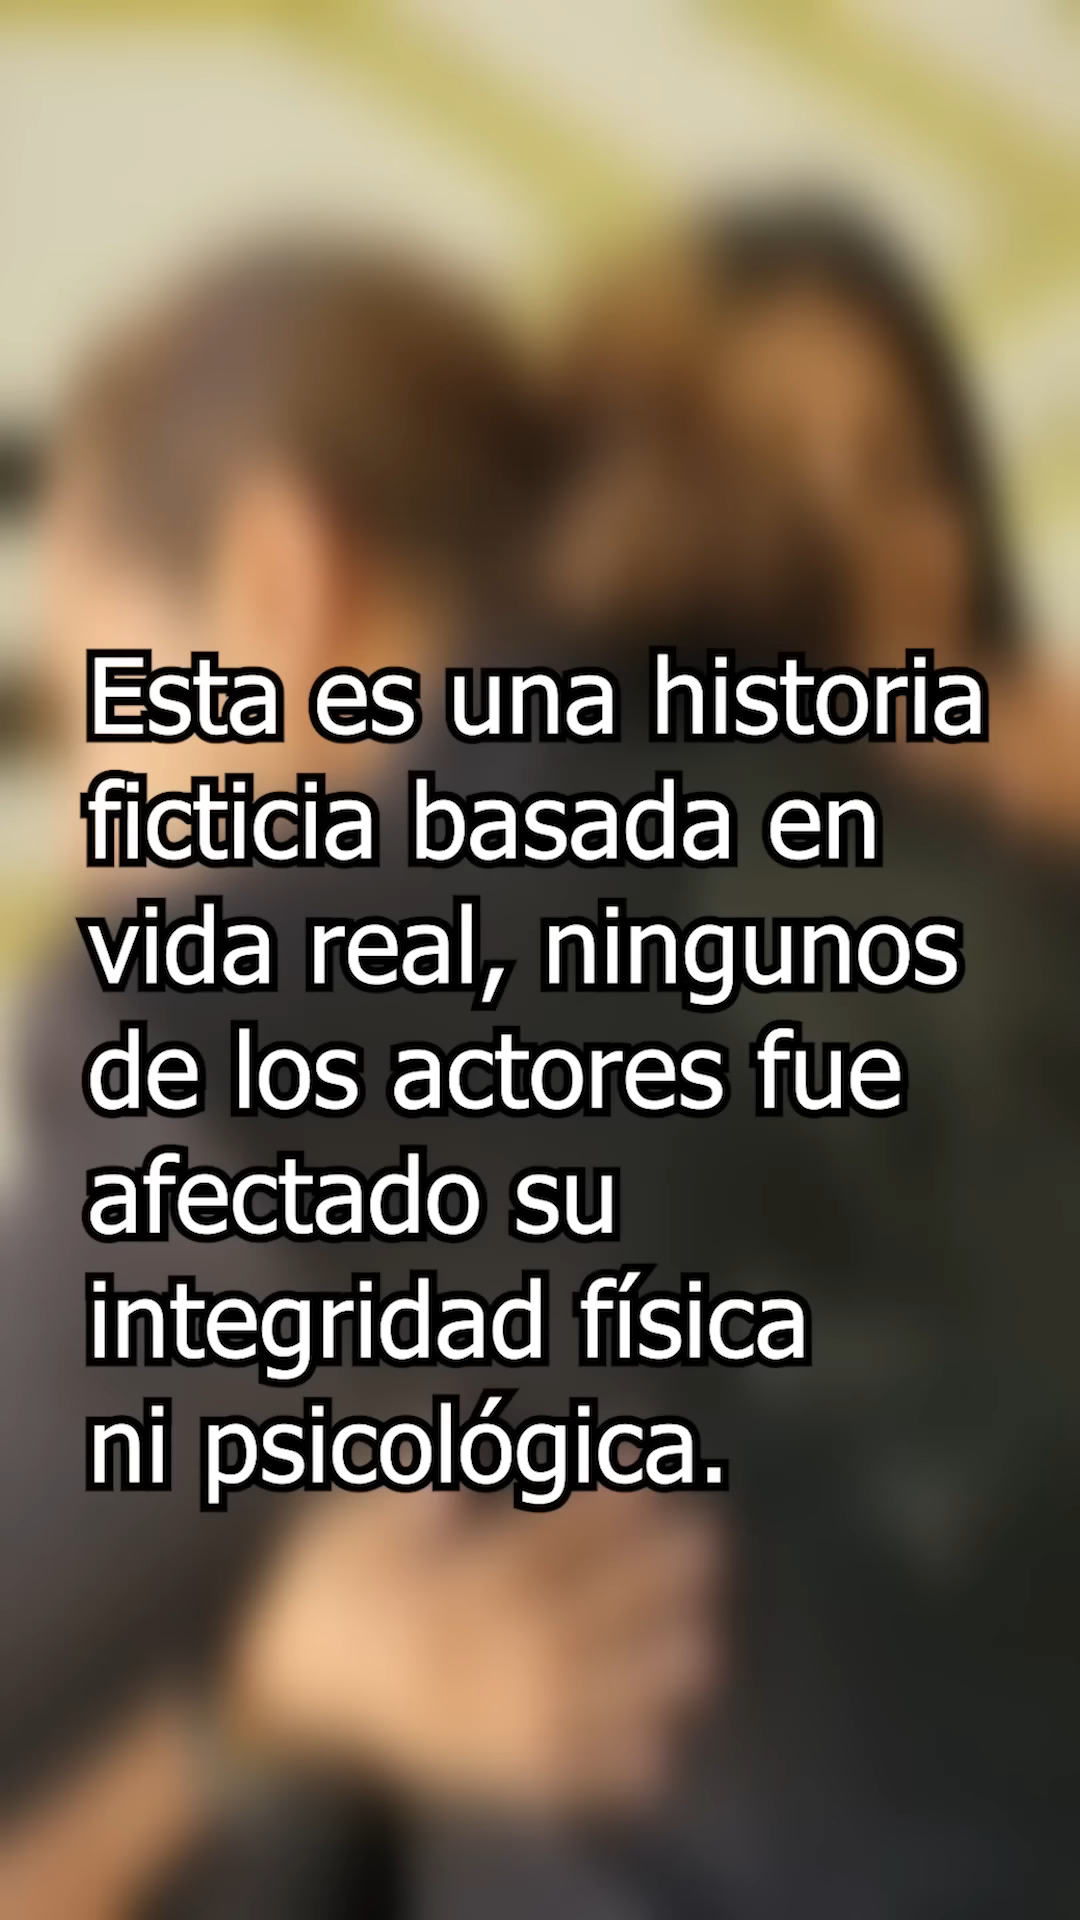 Esta es una historia
ficticia basada en
vida real, ningunos
de los actores fue
afectado su
integridad física
ni psicológica.